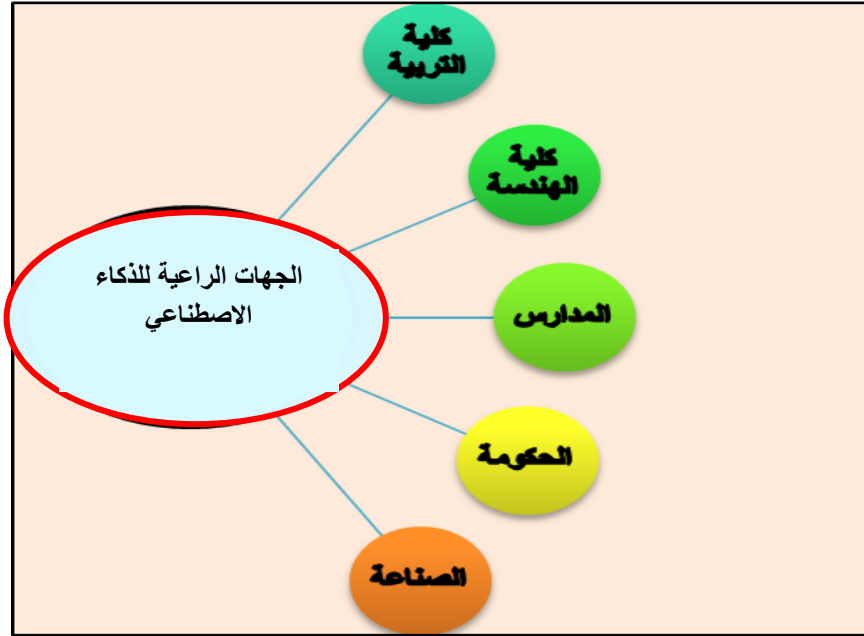 كلية
التربية
كلية
الهندسة
الجهات الراعية للذكاء
الاصطناعي
المدارس
الحكومة
الصناعة